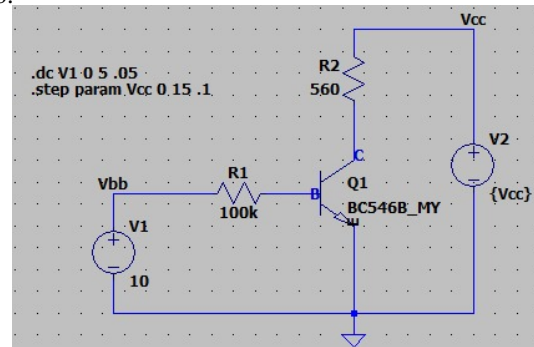 Vcc
.dc V1 0 5 .05
.step param Vcc 0 15 .1
R2
560
V2
{Vcc}
C
R1
100k
B
Q1
BC546B_MY
E
Vbb
V1
10